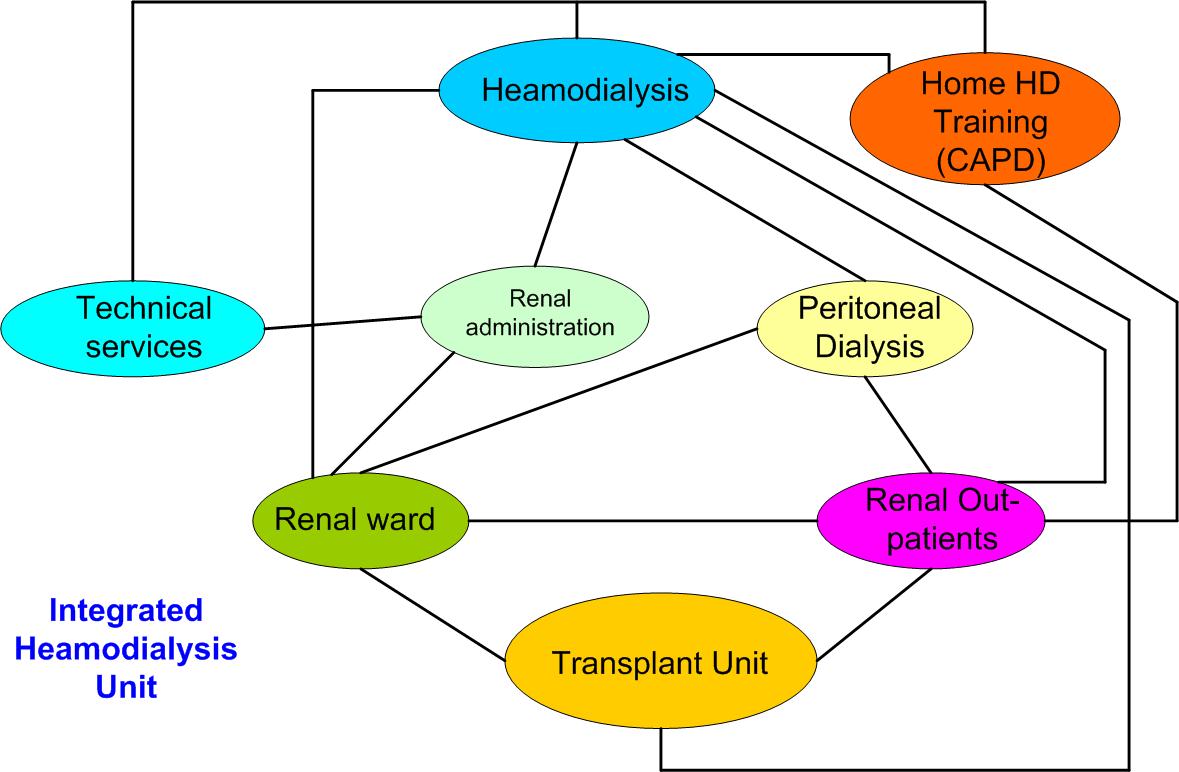 Heamodialysis
Home HD
Training
(CAPD)
Technical
services
Renal
administration
Peritoneal
Dialysis
Renal ward
Renal Out-
patients
Integrated
Heamodialysis
Unit
Transplant Unit